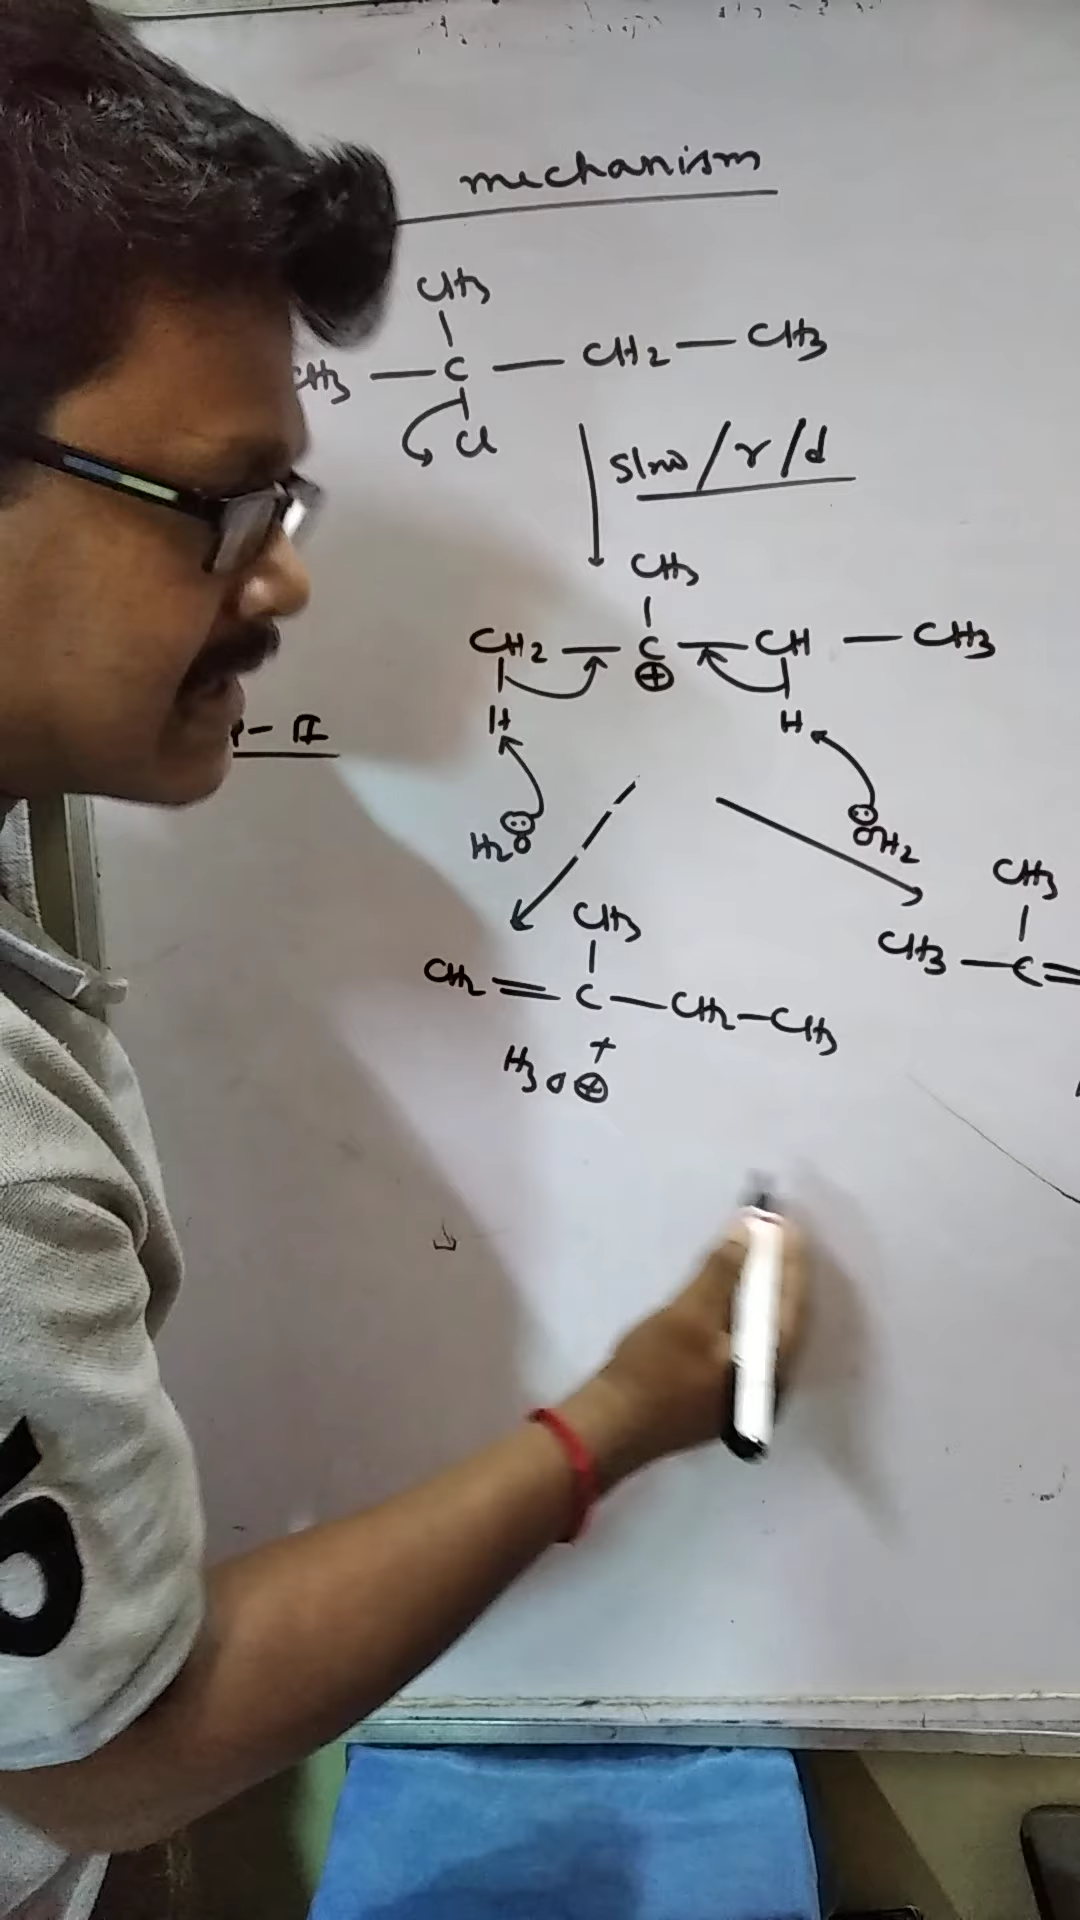 mechanism
CH3
CH3 — C — CH2 — CH3
Cl
Slow / r / d
CH3
CH2 — C — CH — CH3
⊕
H H
P - II
H2O OH2
CH3
CH3
CH3 — C =
CH2 = C — CH2 — CH3
+
H3O ⊕